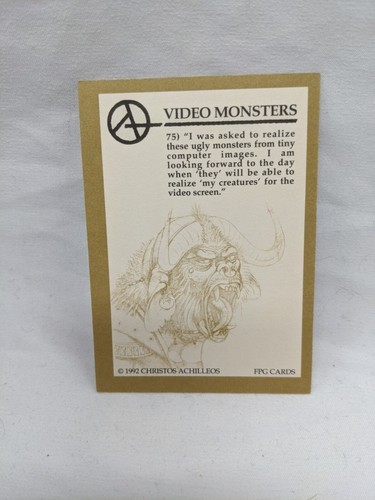 VIDEO MONSTERS
75) "I was asked to realize
these ugly monsters from tiny
computer images. I am
looking forward to the day
when 'they' will be able to
realize 'my creatures' for the
video screen."
© 1992 CHRISTOS ACHILLEOS FPG CARDS